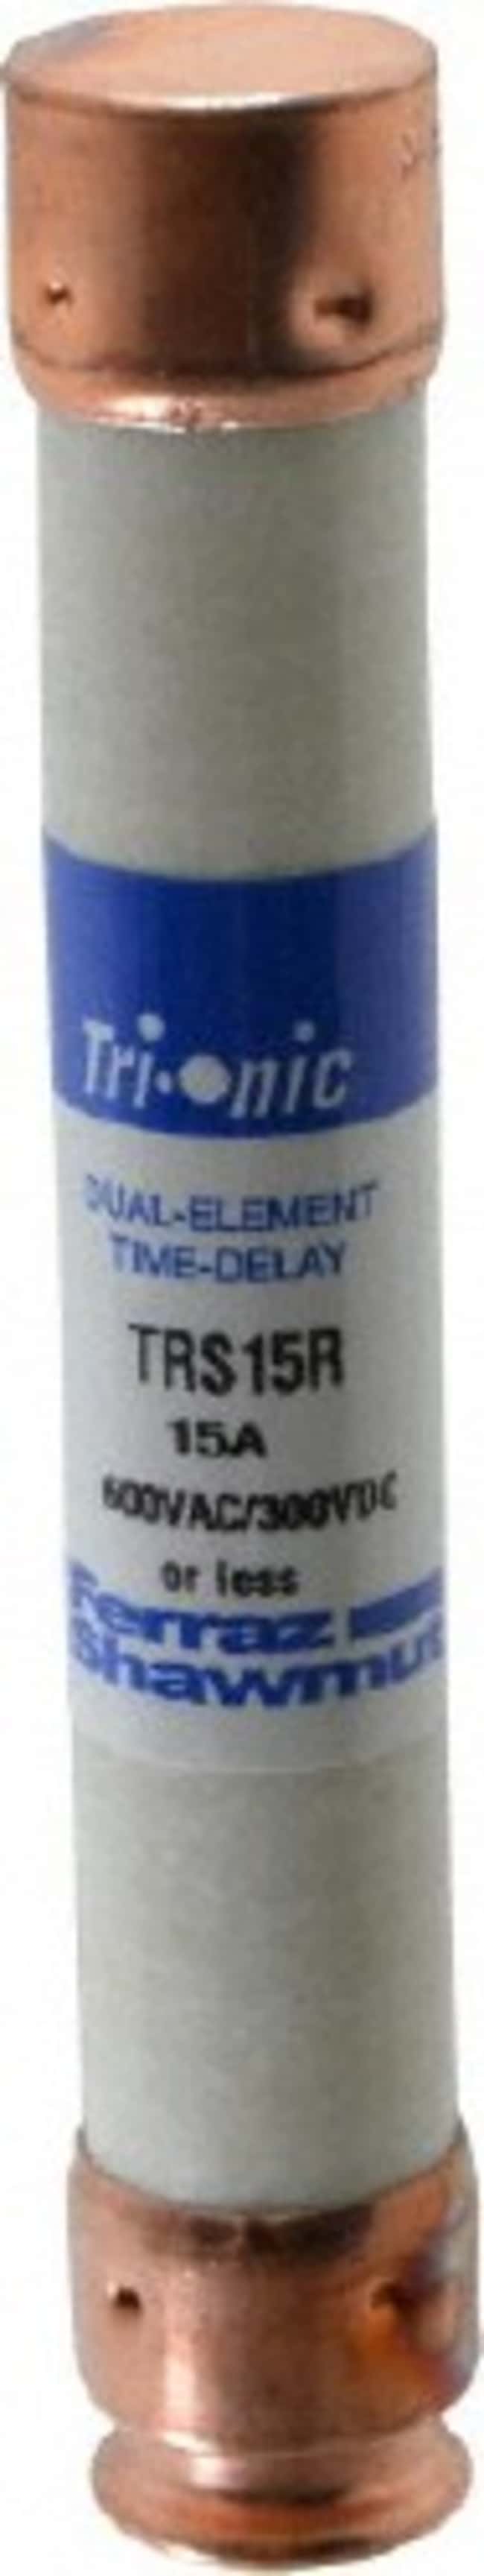 Tri-onic
DUAL-ELEMENT
TIME-DELAY
TRS15R
15A
600VAC/300VDC
or less
Ferraz
Shawmut